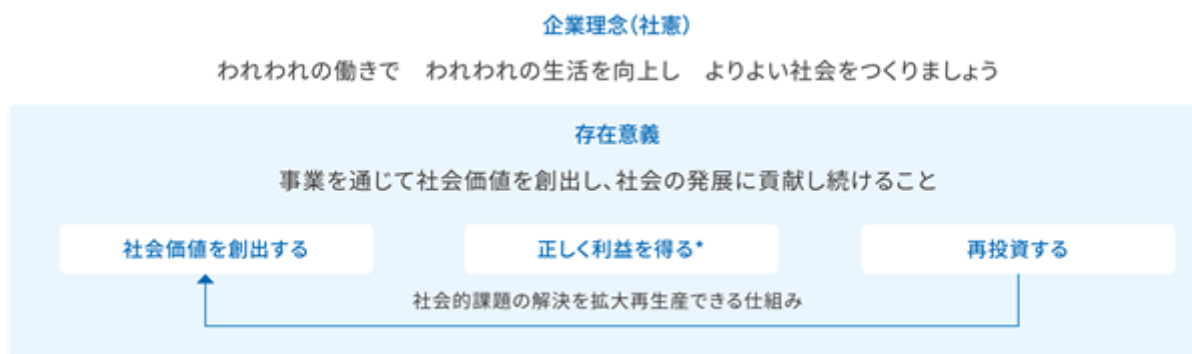 企業理念(社憲)
われわれの働きで　われわれの生活を向上し　よりよい社会をつくりましょう
存在意義
事業を通じて社会価値を創出し、社会の発展に貢献し続けること
社会価値を創出する
正しく利益を得る*
再投資する
社会的課題の解決を拡大再生産できる仕組み